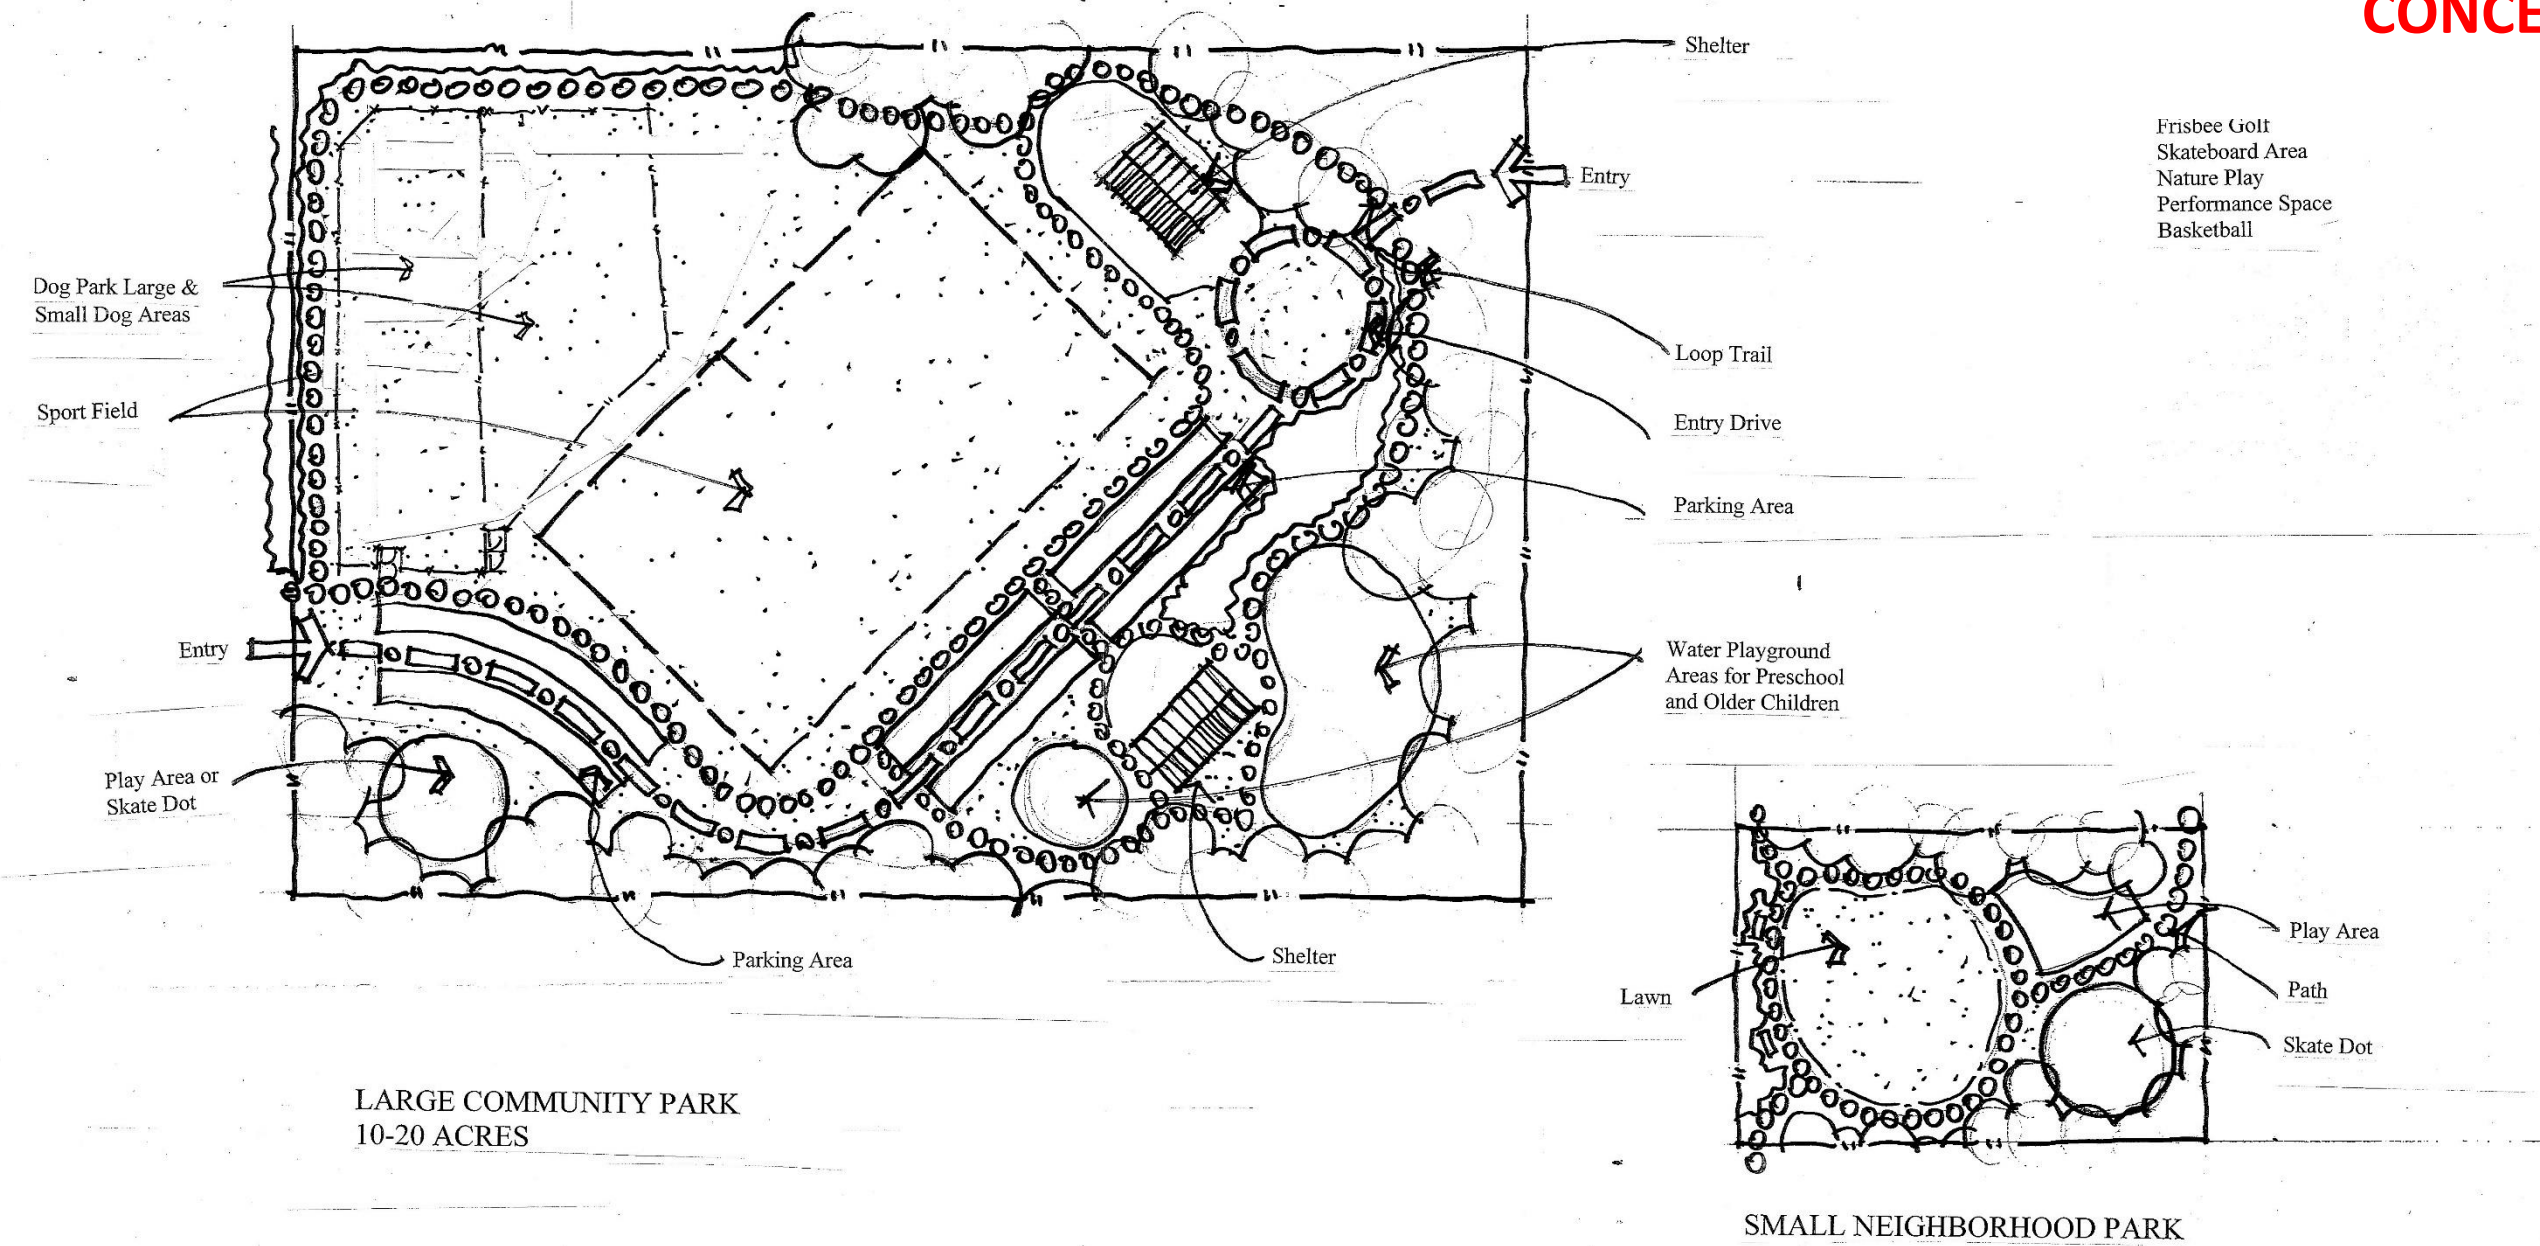 CONCE
Shelter
Frisbee Golf
Skateboard Area
Nature Play
Performance Space
Basketball
Entry
Dog Park Large &
Small Dog Areas
Loop Trail
Sport Field
Entry Drive
Parking Area
Entry
Water Playground
Areas for Preschool
and Older Children
Play Area or
Skate Dot
Parking Area
Shelter
Play Area
Lawn
Path
Skate Dot
LARGE COMMUNITY PARK
10-20 ACRES
SMALL NEIGHBORHOOD PARK